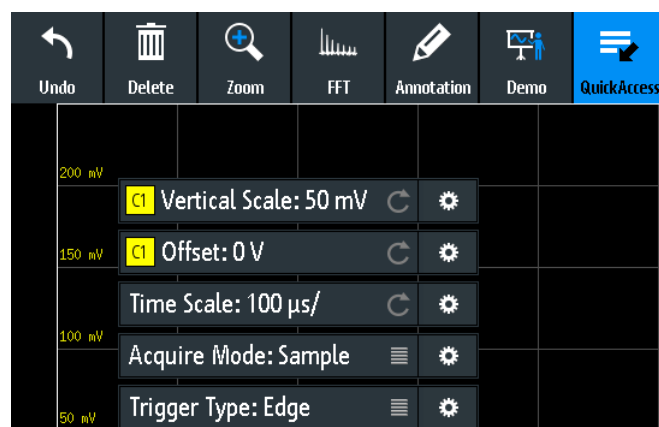 Undo Delete Zoom FFT Annotation Demo QuickAccess
200 mV
C1 Vertical Scale: 50 mV
150 mV
C1 Offset: 0 V
Time Scale: 100 µs/
100 mV
Acquire Mode: Sample
Trigger Type: Edge
50 mV